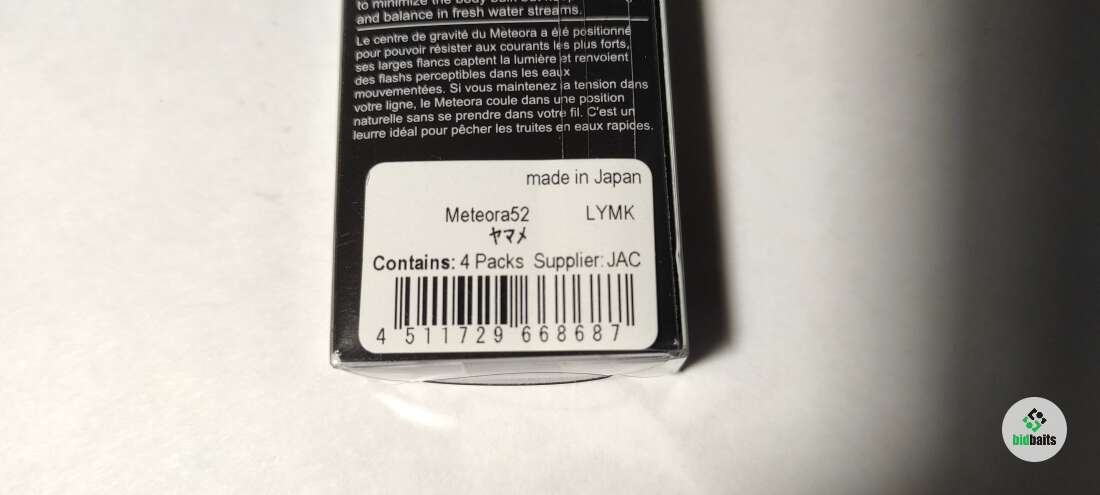 to minimize the body
and balance in fresh water streams.
Le centre de gravité du Meteora a été positionné
pour pouvoir résister aux courants les plus forts,
ses larges flancs captent la lumière et renvoient
des flashs perceptibles dans les eaux
mouvementées. Si vous maintenez la tension dans
votre ligne, le Meteora coule dans une position
naturelle sans se prendre dans votre fil. C'est un
leurre idéal pour pêcher les truites en eaux rapides.
made in Japan
Meteora52 LYMK
ヤマメ
Contains: 4 Packs Supplier: JAC
4 511729 668687
bidbaits